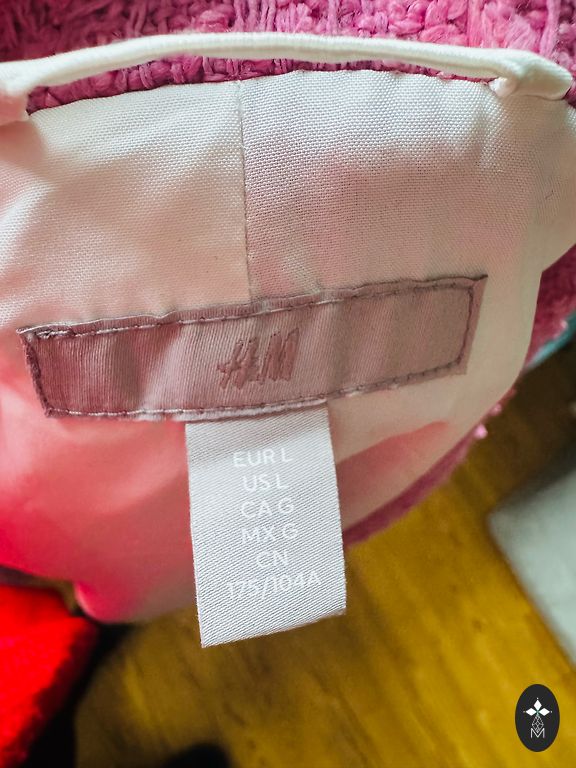 H&M
EUR L
US L
CA G
MX G
CN
175/104A
M